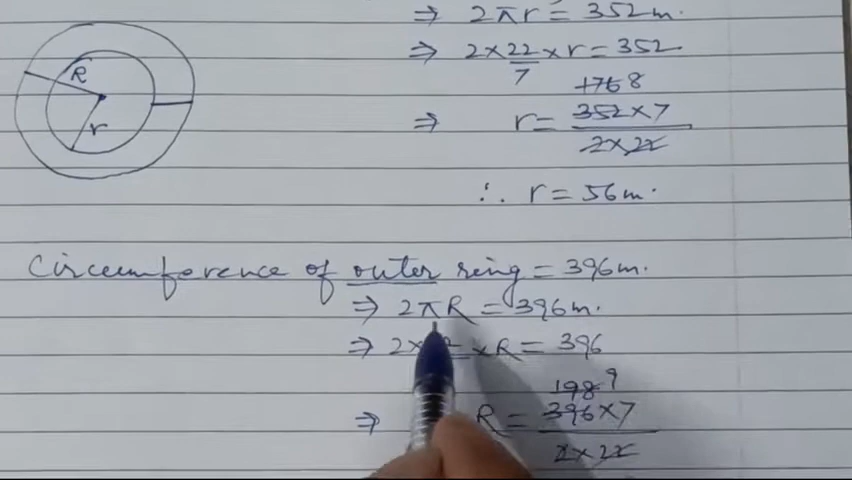 ⇒ 2πr = 352m.
⇒ 2 × 22/7 × r = 352
R
r
176 8
⇒ r = 352 × 7 / 2 × 22
∴ r = 56m.
Circumference of outer ring = 396m.
⇒ 2πR = 396m.
⇒ 2 × × R = 396
198 9
⇒ R = 396 × 7 / 2 × 22